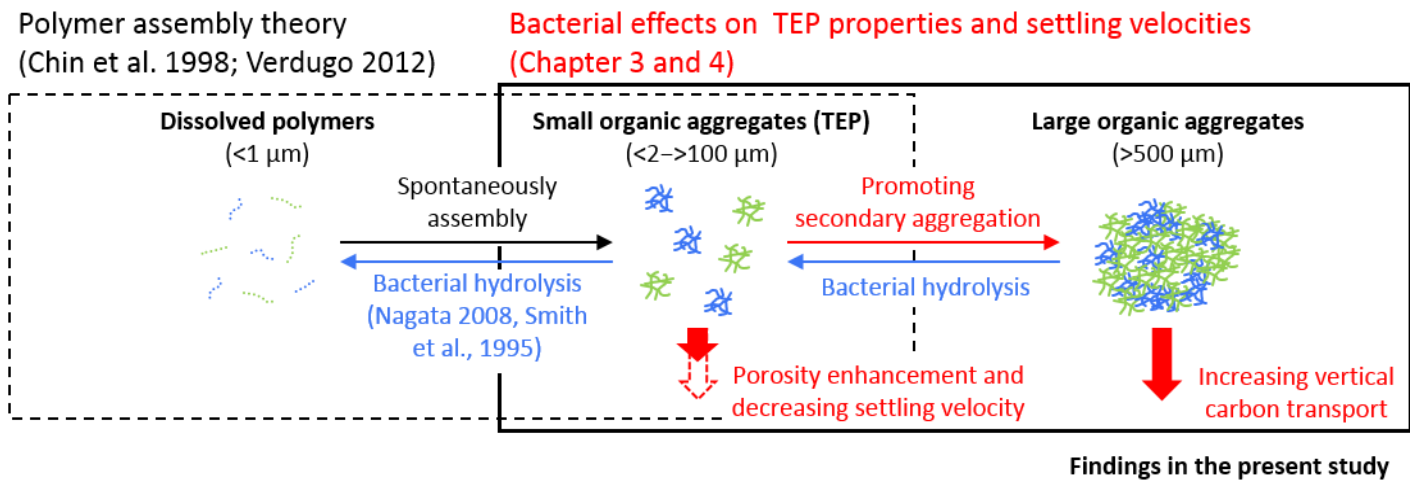 Polymer assembly theory
(Chin et al. 1998; Verdugo 2012)
Bacterial effects on TEP properties and settling velocities
(Chapter 3 and 4)
Dissolved polymers
(<1 μm)
Small organic aggregates (TEP)
(<2−>100 μm)
Large organic aggregates
(>500 μm)
Spontaneously
assembly
Bacterial hydrolysis
(Nagata 2008, Smith
et al., 1995)
Promoting
secondary aggregation
Bacterial hydrolysis
Porosity enhancement and
decreasing settling velocity
Increasing vertical
carbon transport
Findings in the present study